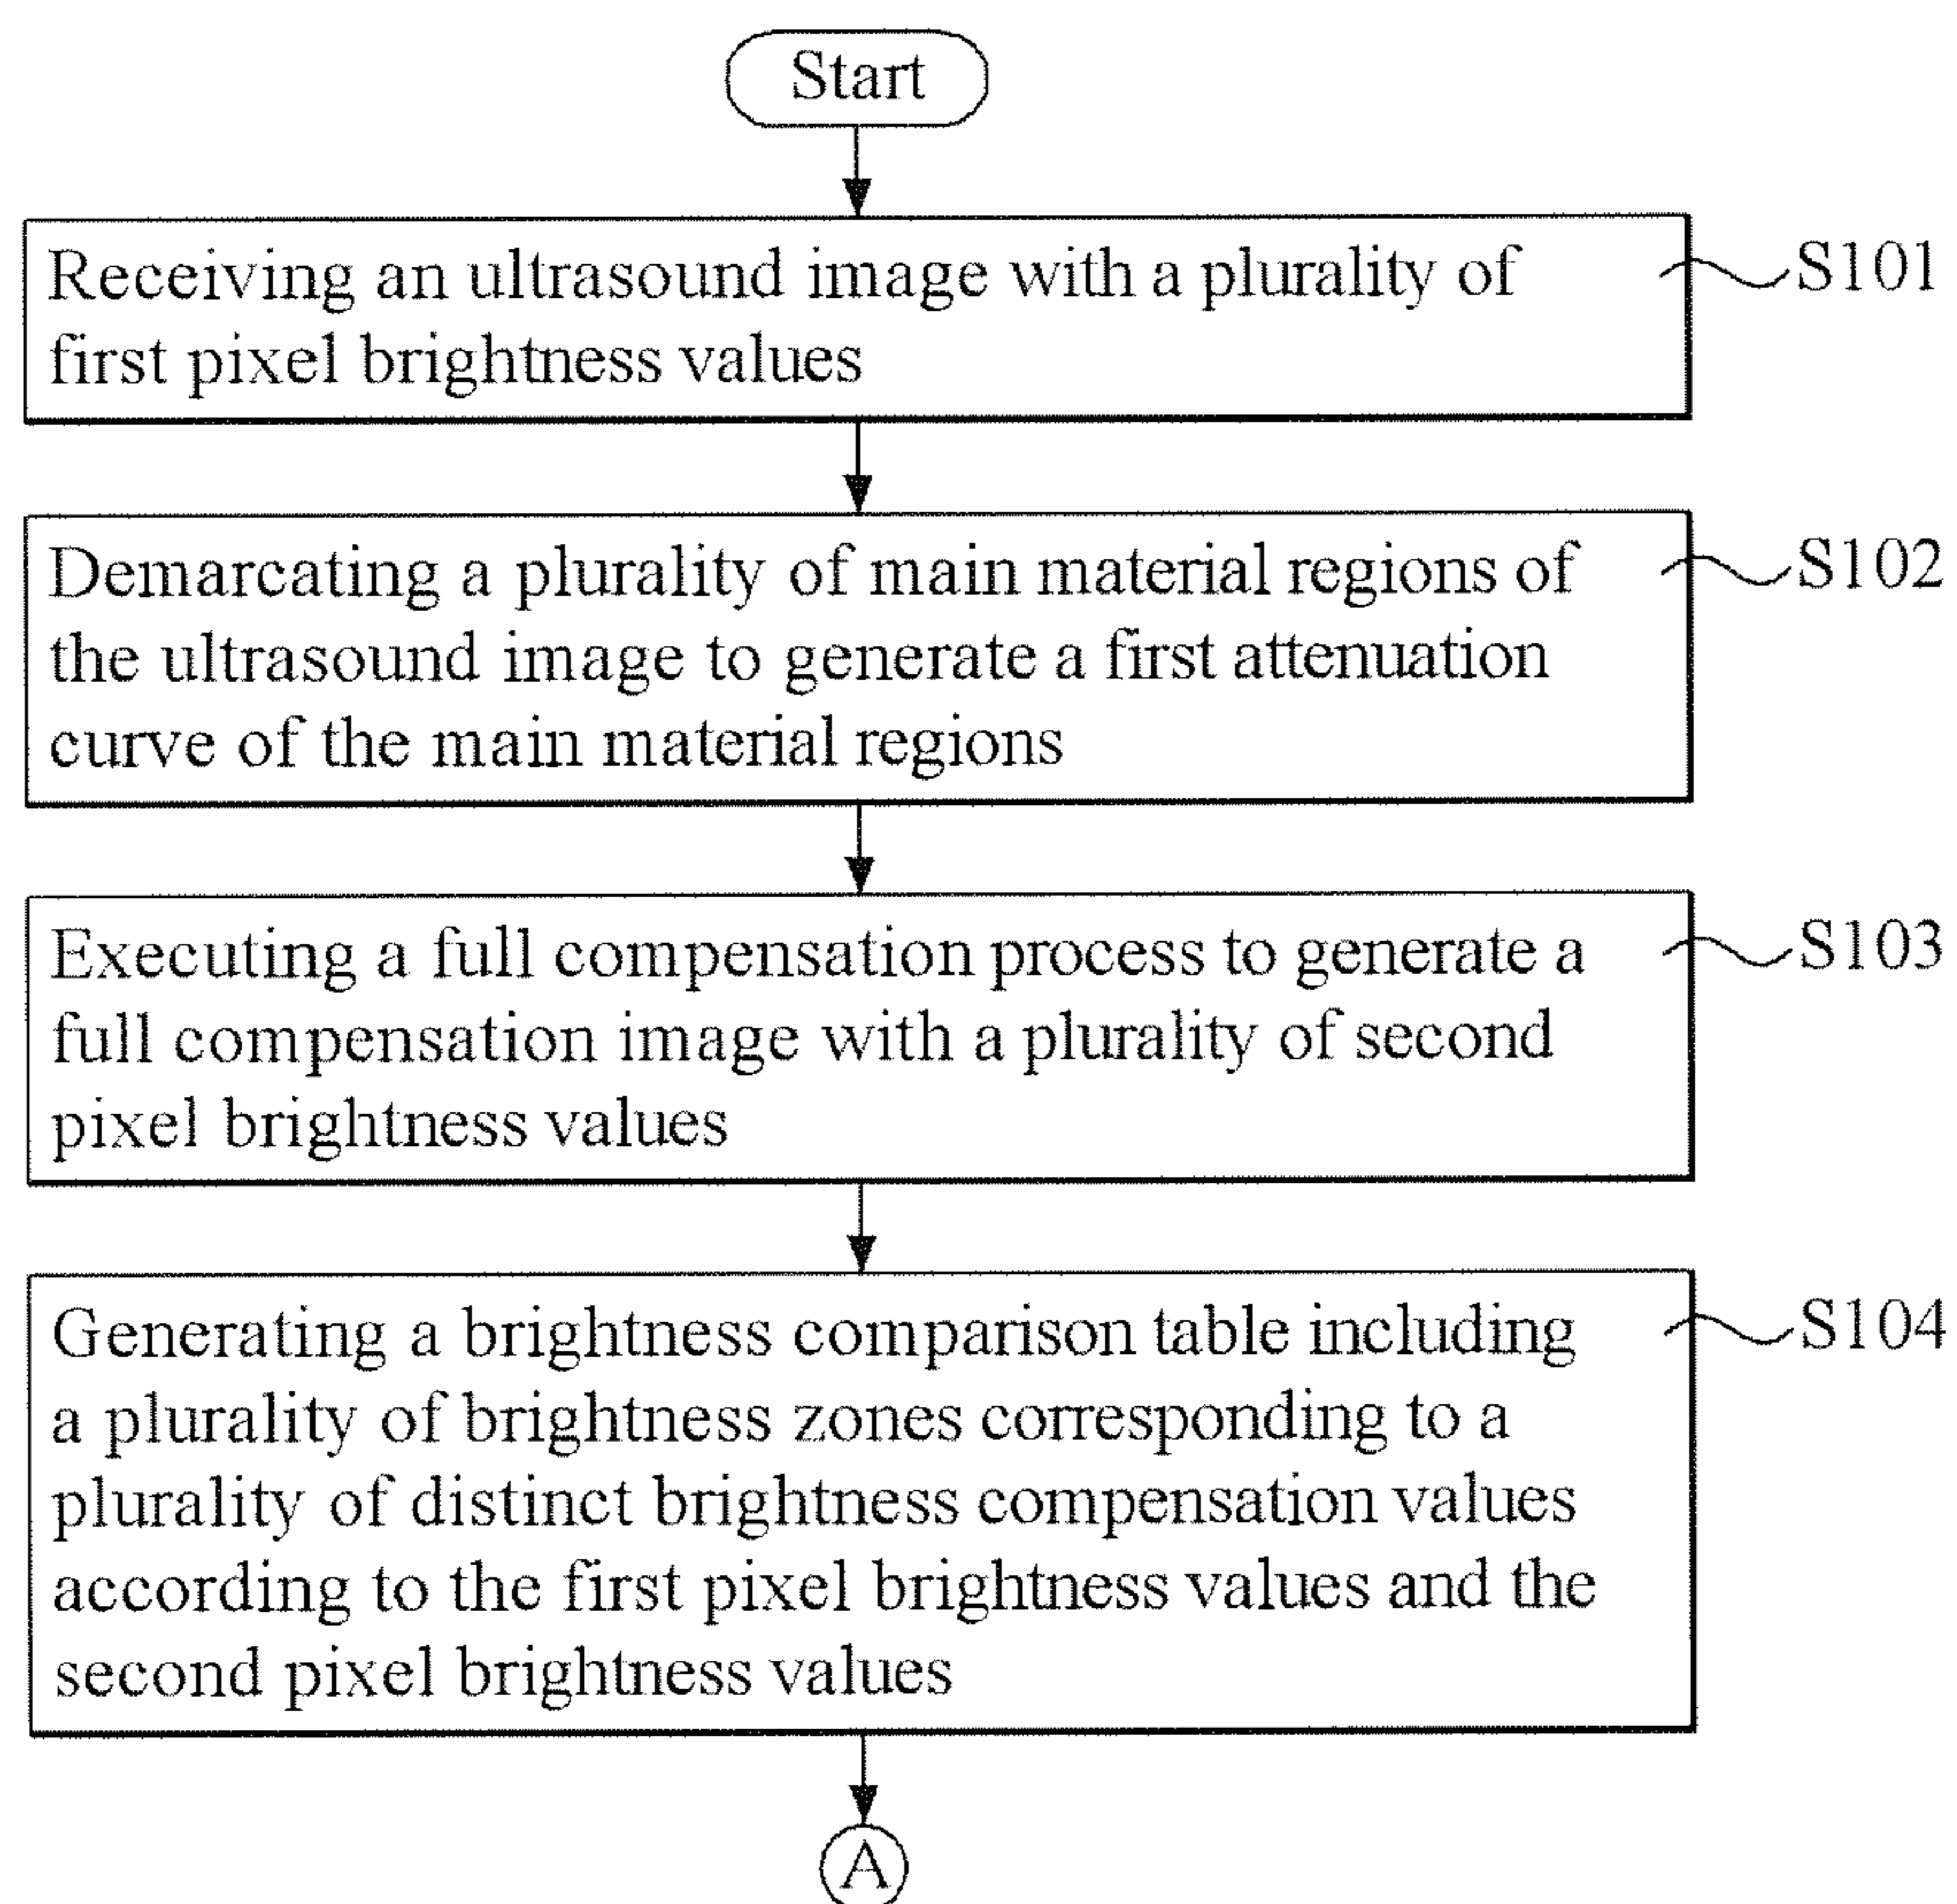 Start
Receiving an ultrasound image with a plurality of
first pixel brightness values
S101
Demarcating a plurality of main material regions of
the ultrasound image to generate a first attenuation
curve of the main material regions
S102
Executing a full compensation process to generate a
full compensation image with a plurality of second
pixel brightness values
S103
Generating a brightness comparison table including
a plurality of brightness zones corresponding to a
plurality of distinct brightness compensation values
according to the first pixel brightness values and the
second pixel brightness values
S104
A